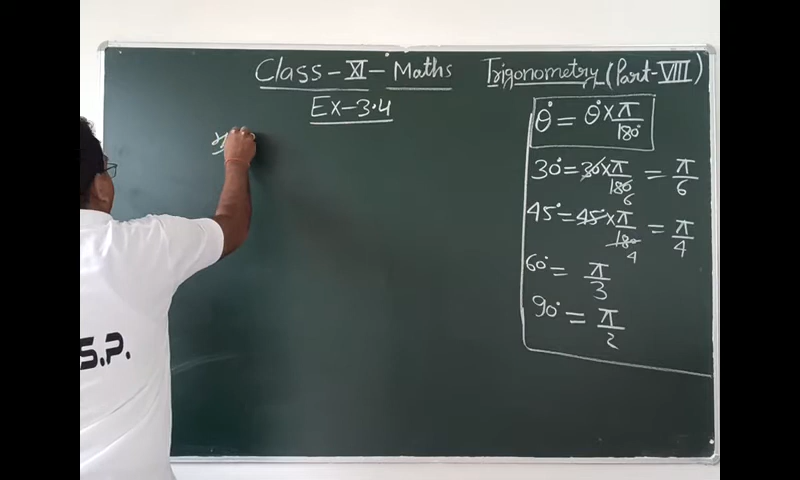 Class-XI-Maths Trigonometry (Part-VIII)
Ex-3.4
θ° = θ° × π/180°
30° = 30 × π/180 6 = π/6
45° = 45 × π/180 4 = π/4
60° = π/3
90° = π/2
S.P.